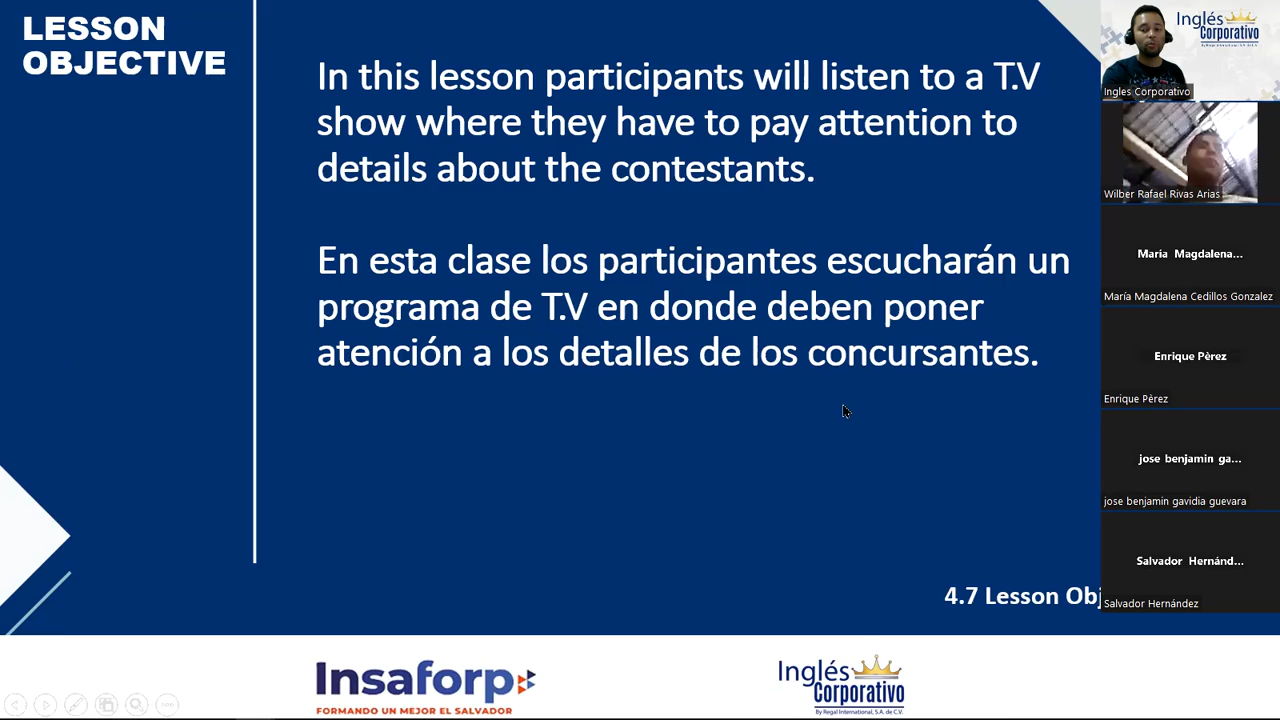 LESSON
OBJECTIVE
In this lesson participants will listen to a T.V
show where they have to pay attention to
details about the contestants.
En esta clase los participantes escucharán un
programa de T.V en donde deben poner
atención a los detalles de los concursantes.
4.7 Lesson Obj
Insaforp
FORMANDO UN MEJOR EL SALVADOR
Inglés
Corporativo
By Regal International, S.A. de C.V.
Inglés
Corporativo
By Regal International, S.A. de C.V.
Ingles Corporativo
Wilber Rafael Rivas Arias
María Magdalena...
María Magdalena Cedillos Gonzalez
Enrique Pèrez
Enrique Pèrez
jose benjamin ga...
jose benjamin gavidia guevara
Salvador Hernánd...
Salvador Hernández